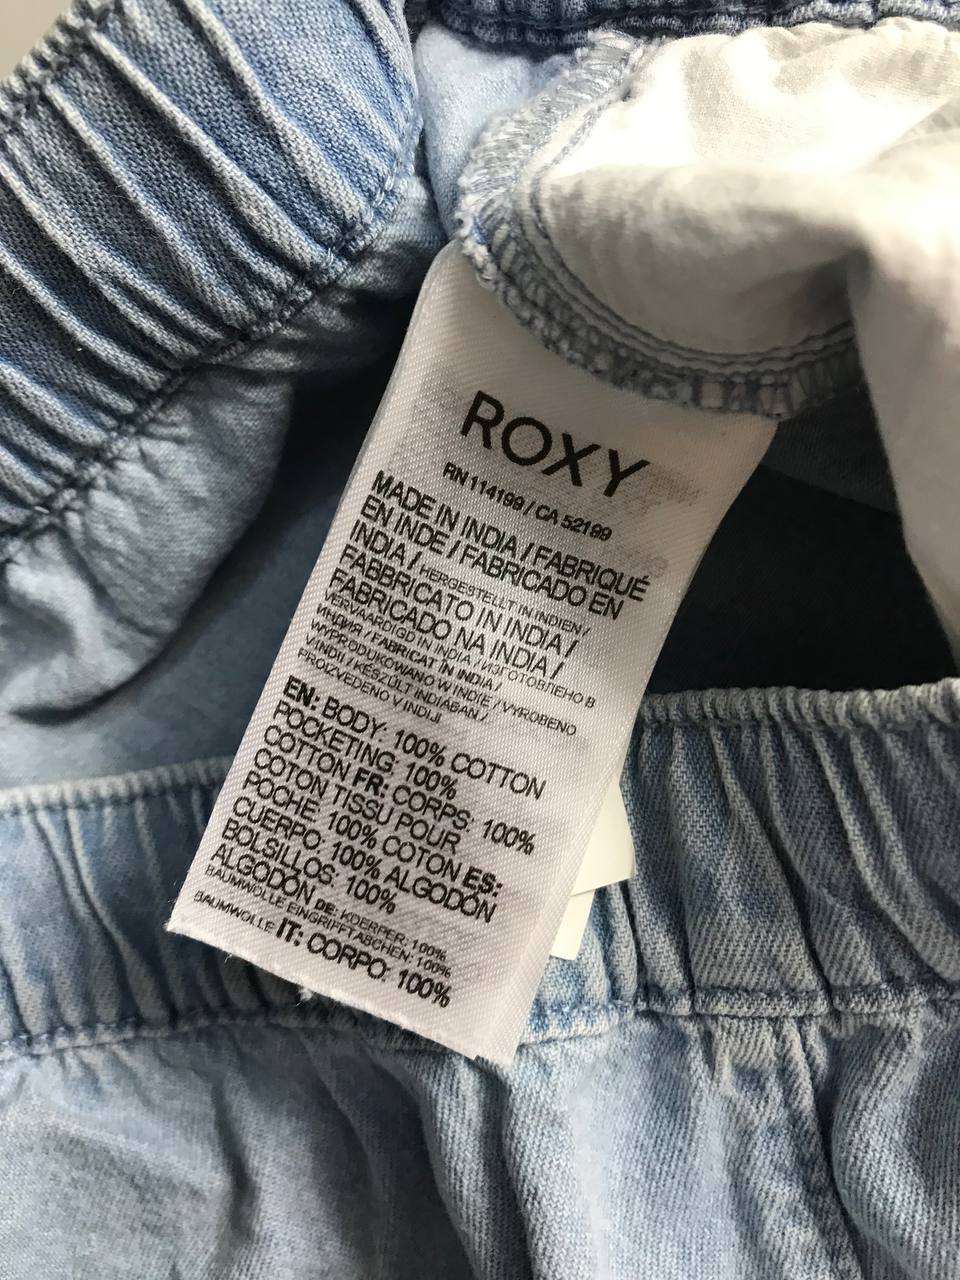 ROXY
RN 114199 / CA 52199
MADE IN INDIA / FABRIQUÉ
EN INDE / FABRICADO EN
INDIA / HERGESTELLT IN INDIEN /
FABBRICATO IN INDIA /
FABRICADO NA INDIA /
VERVAARDIGD IN INDIA / ИЗГОТОВЛЕНО В
ИНДИЯ / FABRICAT ÎN INDIA /
WYPRODUKOWANO W INDIE / VYROBENO
V INDII / KÉSZÜLT INDIÁBAN /
PROIZVEDENO V INDIJI
EN: BODY: 100% COTTON
POCKETING: 100%
COTTON FR: CORPS: 100%
COTON TISSU POUR
POCHE: 100% COTON ES:
CUERPO: 100% ALGODÓN
BOLSILLOS: 100%
ALGODÓN DE: KOERPER: 100%
BAUMWOLLE EINGRIFFTÄBCHEN: 100%
BAUMWOLLE IT: CORPO: 100%